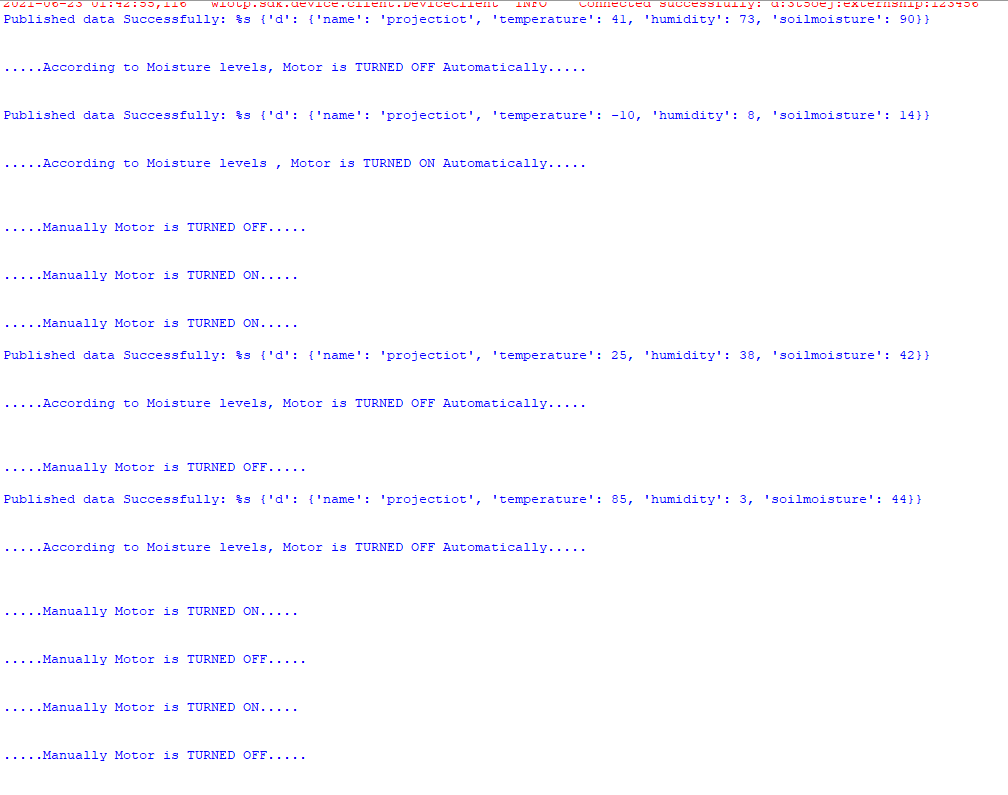 2021-06-23 01:42:55,116 wiotp.sdk.device.client.DeviceClient INFO Connected successfully: d:3t5oej:externship:123456
Published data Successfully: %s {'d': {'name': 'projectiot', 'temperature': 41, 'humidity': 73, 'soilmoisture': 90}}
.....According to Moisture levels, Motor is TURNED OFF Automatically.....
Published data Successfully: %s {'d': {'name': 'projectiot', 'temperature': -10, 'humidity': 8, 'soilmoisture': 14}}
.....According to Moisture levels , Motor is TURNED ON Automatically.....
.....Manually Motor is TURNED OFF.....
.....Manually Motor is TURNED ON.....
.....Manually Motor is TURNED ON.....
Published data Successfully: %s {'d': {'name': 'projectiot', 'temperature': 25, 'humidity': 38, 'soilmoisture': 42}}
.....According to Moisture levels, Motor is TURNED OFF Automatically.....
.....Manually Motor is TURNED OFF.....
Published data Successfully: %s {'d': {'name': 'projectiot', 'temperature': 85, 'humidity': 3, 'soilmoisture': 44}}
.....According to Moisture levels, Motor is TURNED OFF Automatically.....
.....Manually Motor is TURNED ON.....
.....Manually Motor is TURNED OFF.....
.....Manually Motor is TURNED ON.....
.....Manually Motor is TURNED OFF.....